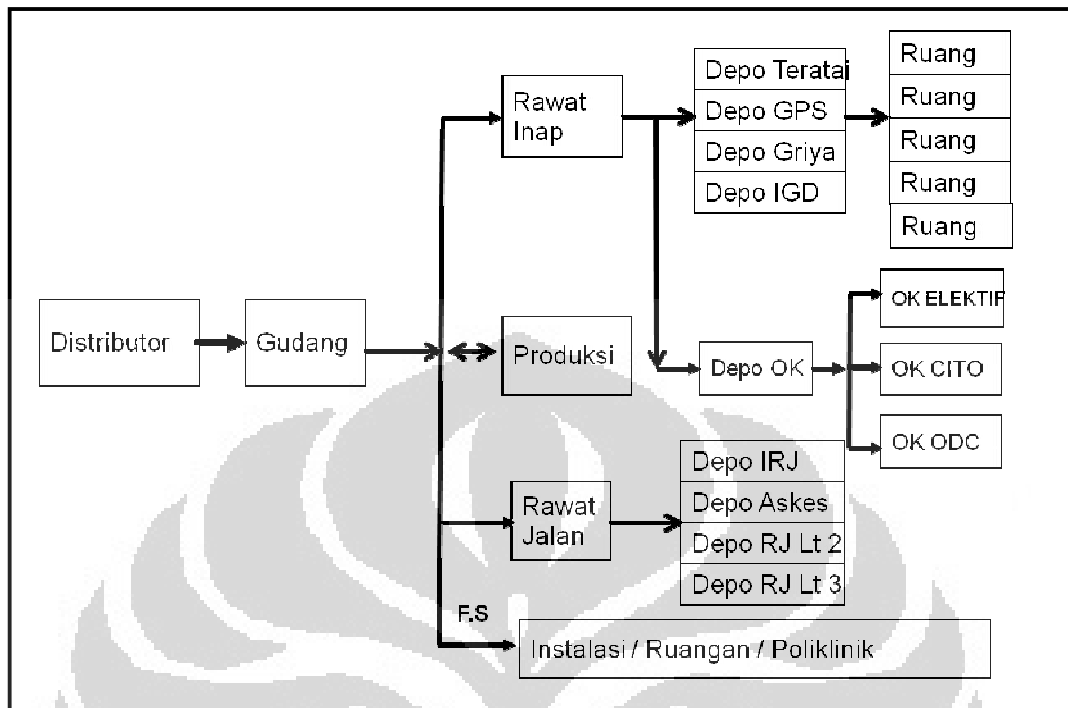 Distributor
Gudang
Rawat
Inap
Depo Teratai
Depo GPS
Depo Griya
Depo IGD
Ruang
Ruang
Ruang
Ruang
Ruang
Produksi
Depo OK
OK ELEKTIF
OK CITO
OK ODC
Rawat
Jalan
Depo IRJ
Depo Askes
Depo RJ Lt 2
Depo RJ Lt 3
F.S
Instalasi / Ruangan / Poliklinik